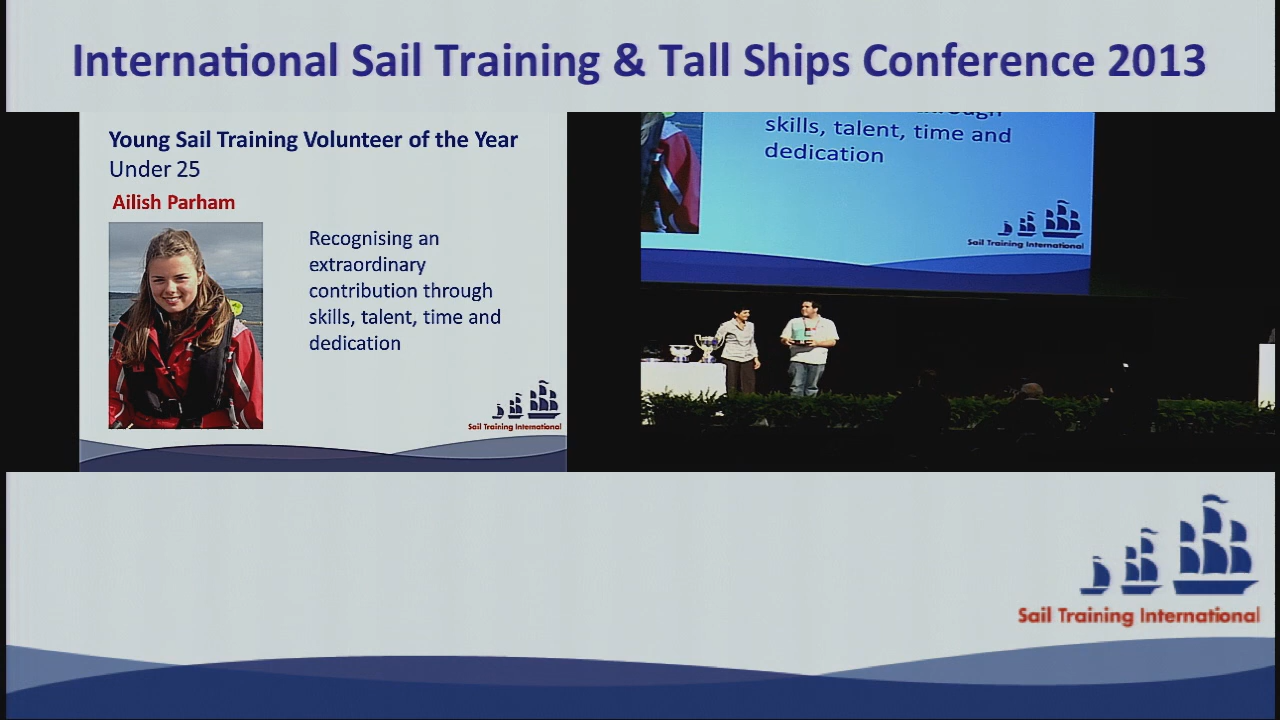 International Sail Training & Tall Ships Conference 2013
Young Sail Training Volunteer of the Year
Under 25
Ailish Parham
Recognising an
extraordinary
contribution through
skills, talent, time and
dedication
Sail Training International
through
skills, talent, time and
dedication
Sail Training International
Sail Training International